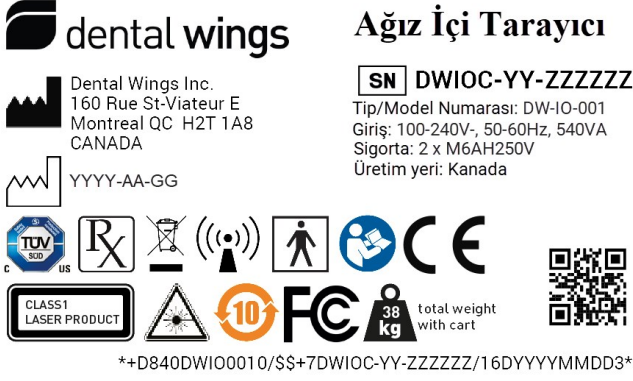 dental wings
Ağız İçi Tarayıcı
SN DWIOC-YY-ZZZZZZ
Dental Wings Inc.
160 Rue St-Viateur E
Montreal QC H2T 1A8
CANADA
Tip/Model Numarası: DW-IO-001
Giriş: 100-240V-, 50-60Hz, 540VA
Sigorta: 2 x M6AH250V
Üretim yeri: Kanada
YYYY-AA-GG
TÜV
SÜD
C US
Rx
CE
CLASS1
LASER PRODUCT
10
FC
38
kg
total weight
with cart
*+D840DWIO0010/$$+7DWIOC-YY-ZZZZZZ/16DYYYYMMDD3*